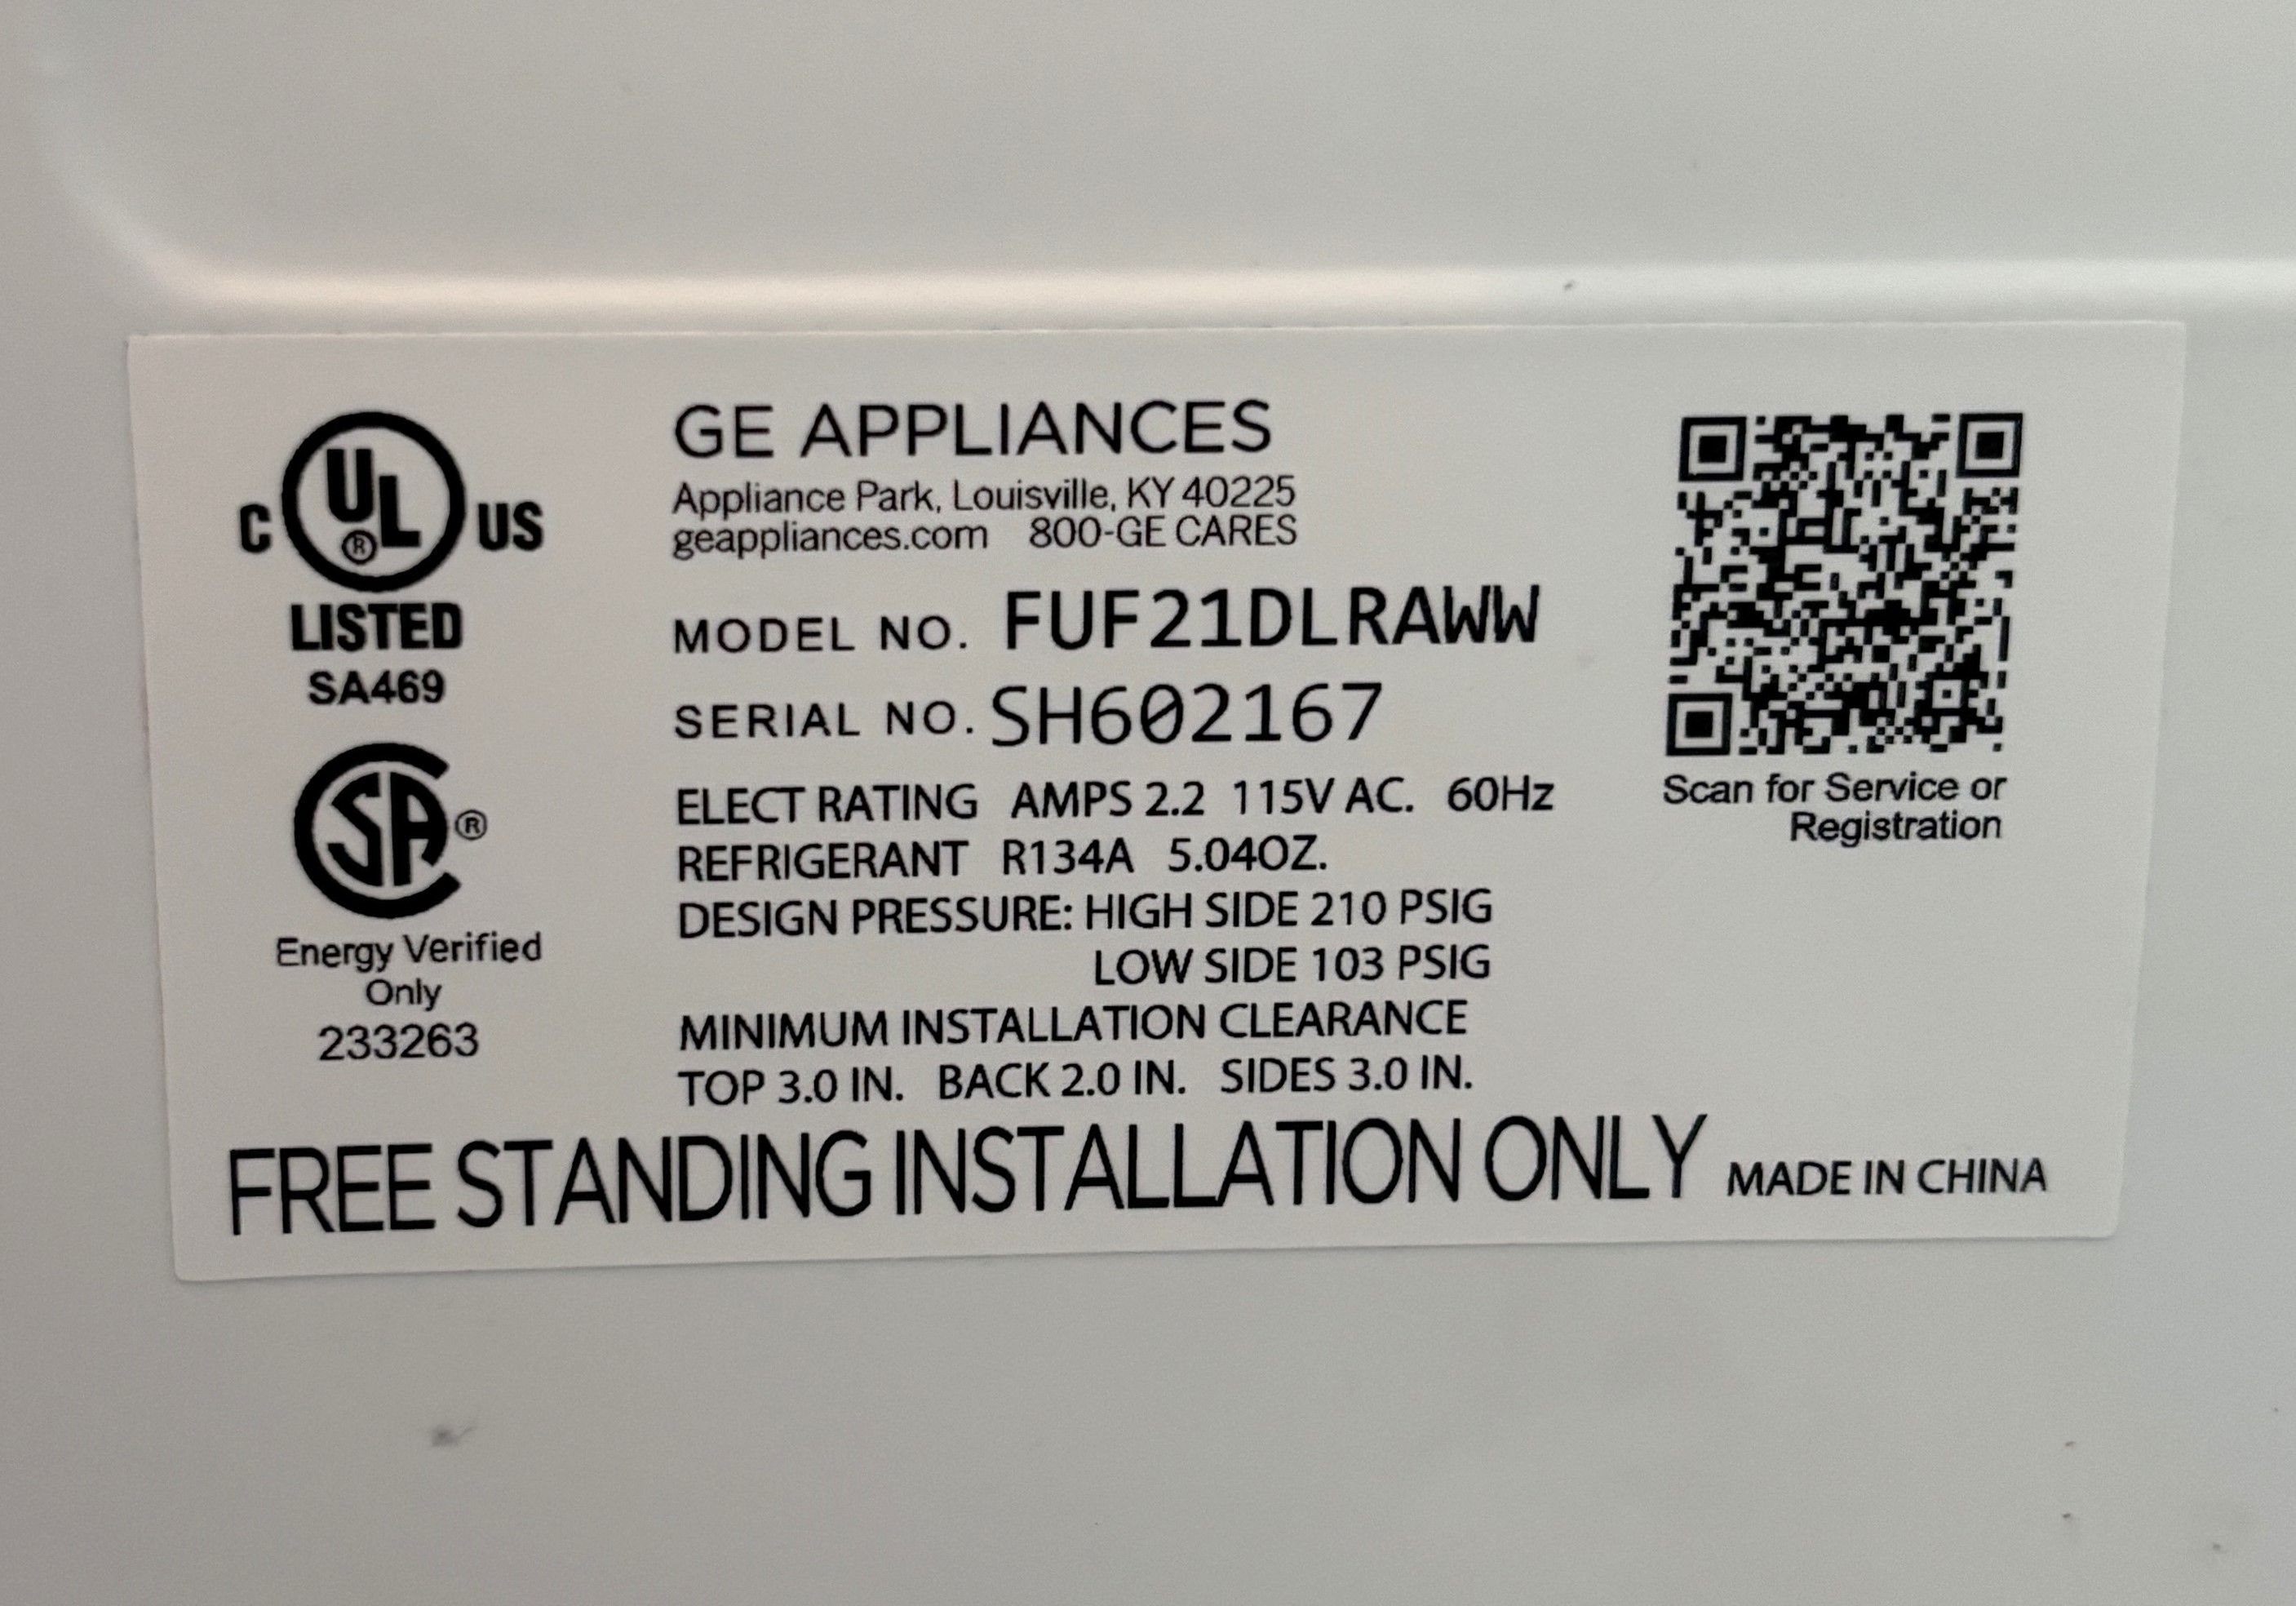 C UL ® US
LISTED
SA469
SA ®
Energy Verified
Only
233263
GE APPLIANCES
Appliance Park, Louisville, KY 40225
geappliances.com 800-GE CARES
MODEL NO. FUF21DLRAWW
SERIAL NO. SH602167
ELECT RATING AMPS 2.2 115V AC. 60Hz
REFRIGERANT R134A 5.04OZ.
DESIGN PRESSURE: HIGH SIDE 210 PSIG
LOW SIDE 103 PSIG
MINIMUM INSTALLATION CLEARANCE
TOP 3.0 IN. BACK 2.0 IN. SIDES 3.0 IN.
Scan for Service or
Registration
FREE STANDING INSTALLATION ONLY MADE IN CHINA